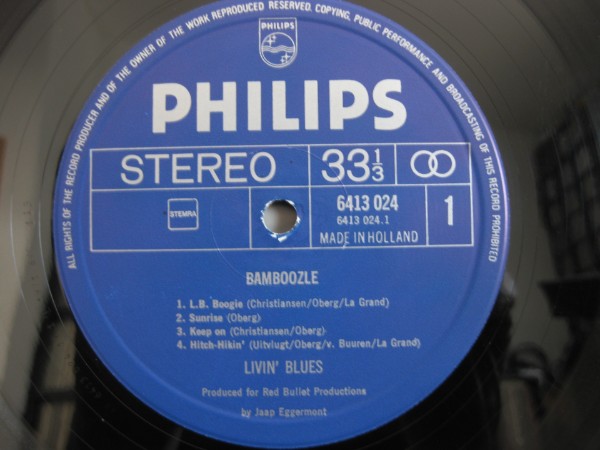 ALL RIGHTS OF THE RECORD PRODUCER AND OF THE OWNER OF THE WORK REPRODUCED RESERVED. COPYING, PUBLIC PERFORMANCE AND BROADCASTING OF THIS RECORD PROHIBITED
PHILIPS
PHILIPS
STEREO 33 1/3
STEMRA 6413 024 1
6413 024.1
MADE IN HOLLAND
BAMBOOZLE
1. L.B. Boogie (Christiansen/Oberg/La Grand)
2. Sunrise (Oberg)
3. Keep on (Christiansen/Oberg)
4. Hitch-Hikin' (Uitvlugt/Oberg/v. Buuren/La Grand)
LIVIN' BLUES
Produced for Red Bullet Productions
by Jaap Eggermont